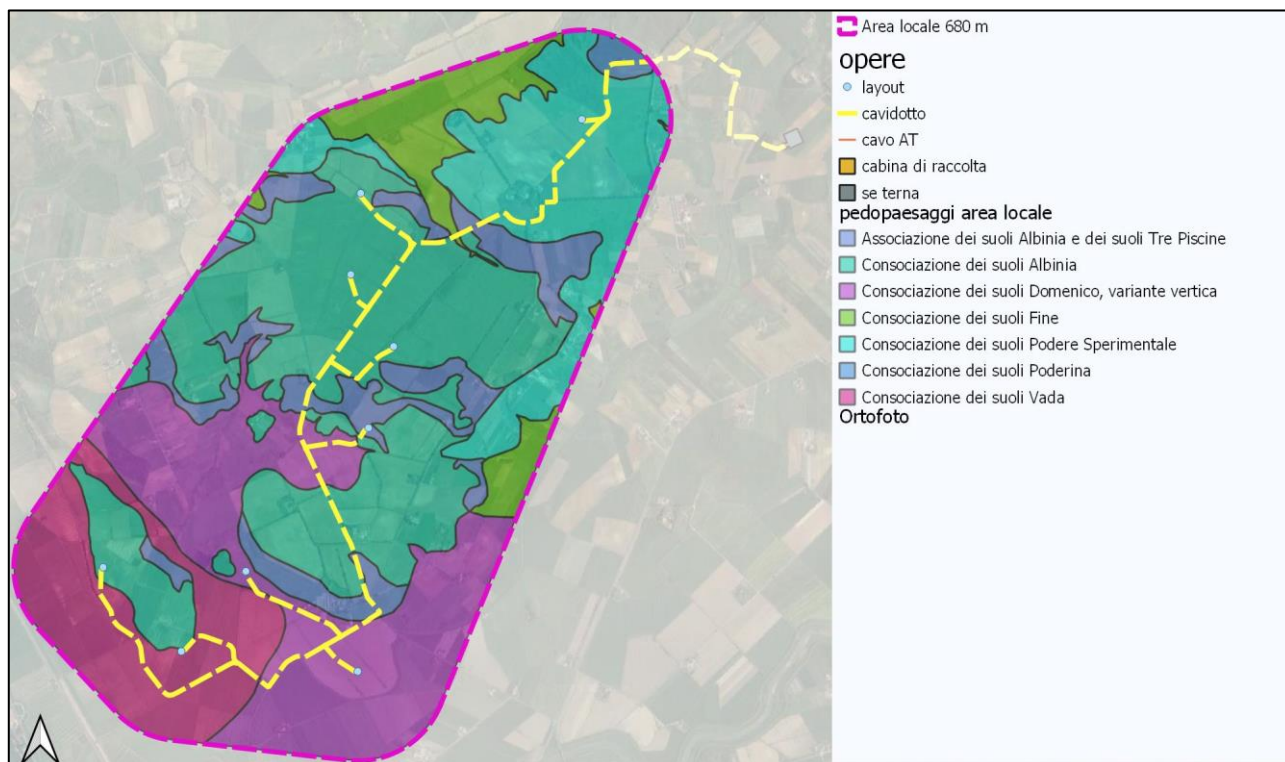 Area locale 680 m
opere
layout
cavidotto
cavo AT
cabina di raccolta
se terna
pedopaesaggi area locale
Associazione dei suoli Albinia e dei suoli Tre Piscine
Consociazione dei suoli Albinia
Consociazione dei suoli Domenico, variante vertica
Consociazione dei suoli Fine
Consociazione dei suoli Podere Sperimentale
Consociazione dei suoli Poderina
Consociazione dei suoli Vada
Ortofoto